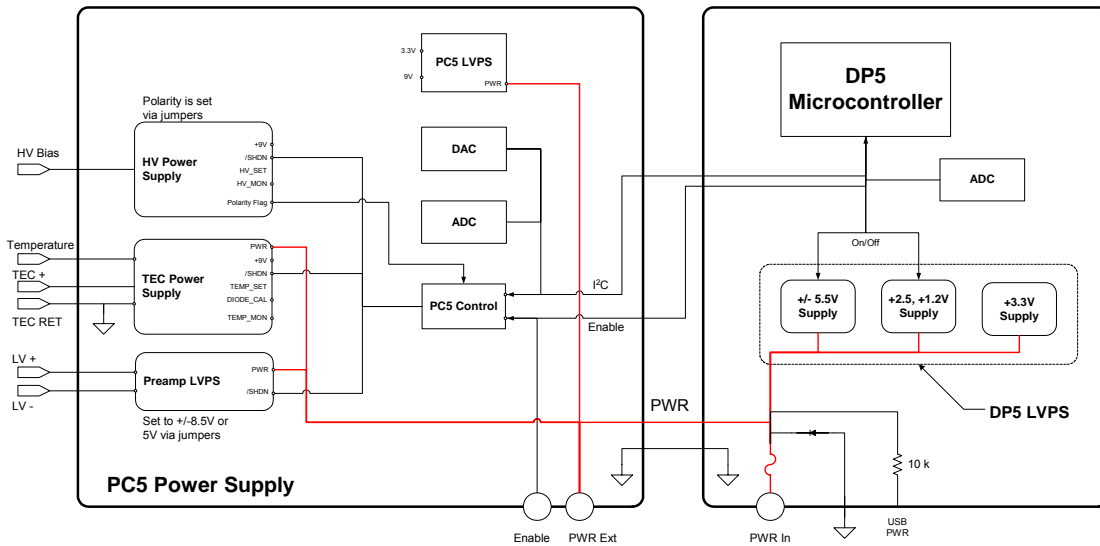 3.3V
9V
PC5 LVPS
PWR
DP5
Microcontroller
Polarity is set
via jumpers
HV Bias
HV Power
Supply
+9V
/SHDN
HV_SET
HV_MON
Polarity Flag
DAC
ADC
ADC
Temperature
TEC +
TEC RET
TEC Power
Supply
PWR
+9V
/SHDN
TEMP_SET
DIODE_CAL
TEMP_MON
PC5 Control
I²C
Enable
On/Off
+/- 5.5V
Supply
+2.5, +1.2V
Supply
+3.3V
Supply
LV +
LV -
Preamp LVPS
PWR
/SHDN
Set to +/-8.5V or
5V via jumpers
PWR
DP5 LVPS
10 k
PC5 Power Supply
Enable
PWR Ext
PWR In
USB
PWR